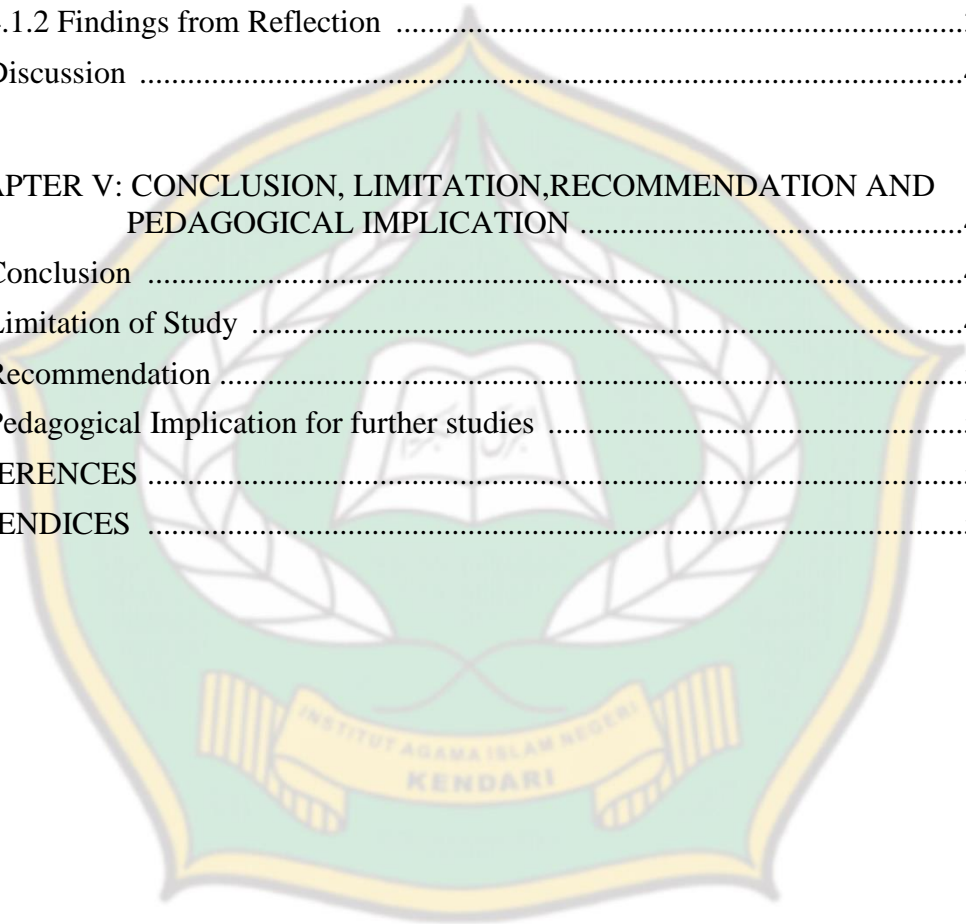 .1.2 Findings from Reflection ..........................................................................
Discussion ..........................................................................
APTER V: CONCLUSION, LIMITATION,RECOMMENDATION AND
PEDAGOGICAL IMPLICATION ..................................................
Conclusion ..........................................................................
Limitation of Study ..........................................................................
Recommendation ..........................................................................
Pedagogical Implication for further studies ..................................................
ERENCES ..........................................................................
ENDICES ..........................................................................
INSTITUT AGAMA ISLAM NEGERI
KENDARI